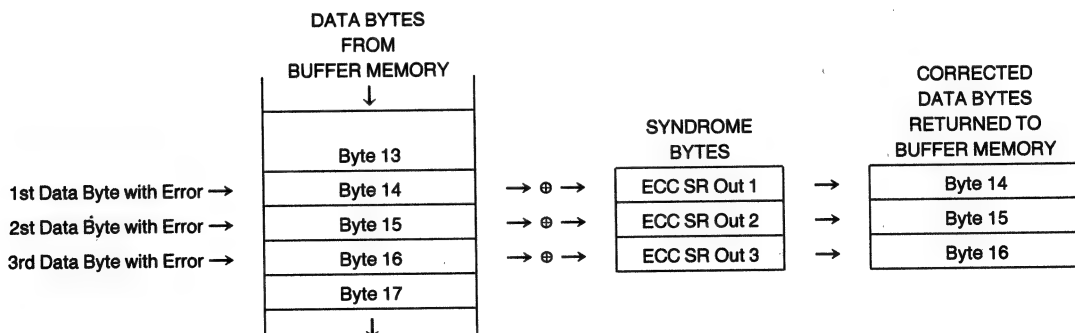 DATA BYTES
FROM
BUFFER MEMORY
↓
CORRECTED
DATA BYTES
RETURNED TO
BUFFER MEMORY
SYNDROME
BYTES
Byte 13
1st Data Byte with Error → Byte 14 → ⊕ → ECC SR Out 1 → Byte 14
2st Data Byte with Error → Byte 15 → ⊕ → ECC SR Out 2 → Byte 15
3rd Data Byte with Error → Byte 16 → ⊕ → ECC SR Out 3 → Byte 16
Byte 17
↓